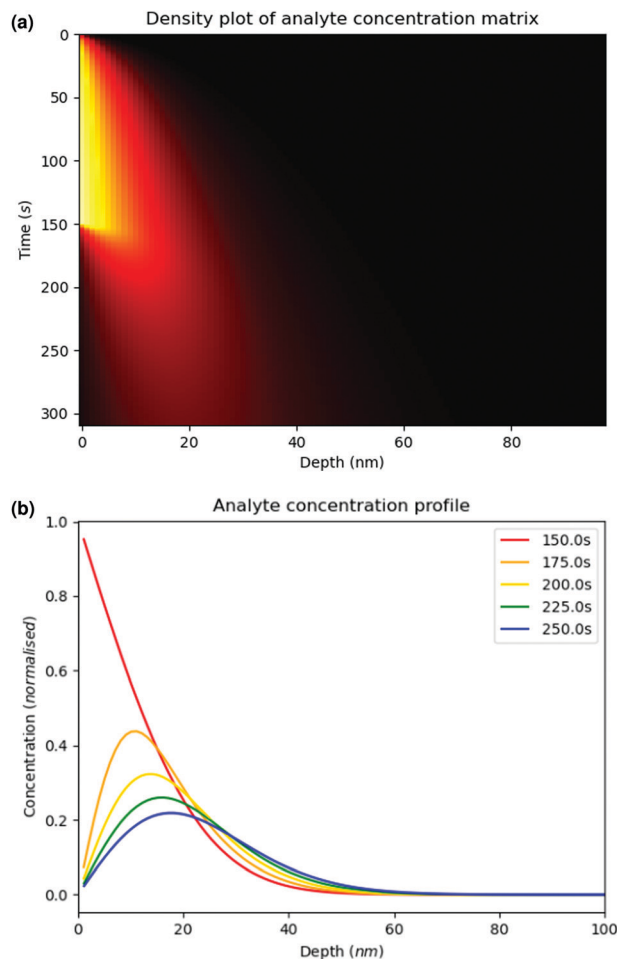 (a)
Density plot of analyte concentration matrix
0
50
100
150
200
250
300
Time (s)
0 20 40 60 80
Depth (nm)
(b)
Analyte concentration profile
1.0
0.8
0.6
0.4
0.2
0.0
Concentration (normalised)
150.0s
175.0s
200.0s
225.0s
250.0s
0 20 40 60 80 100
Depth (nm)